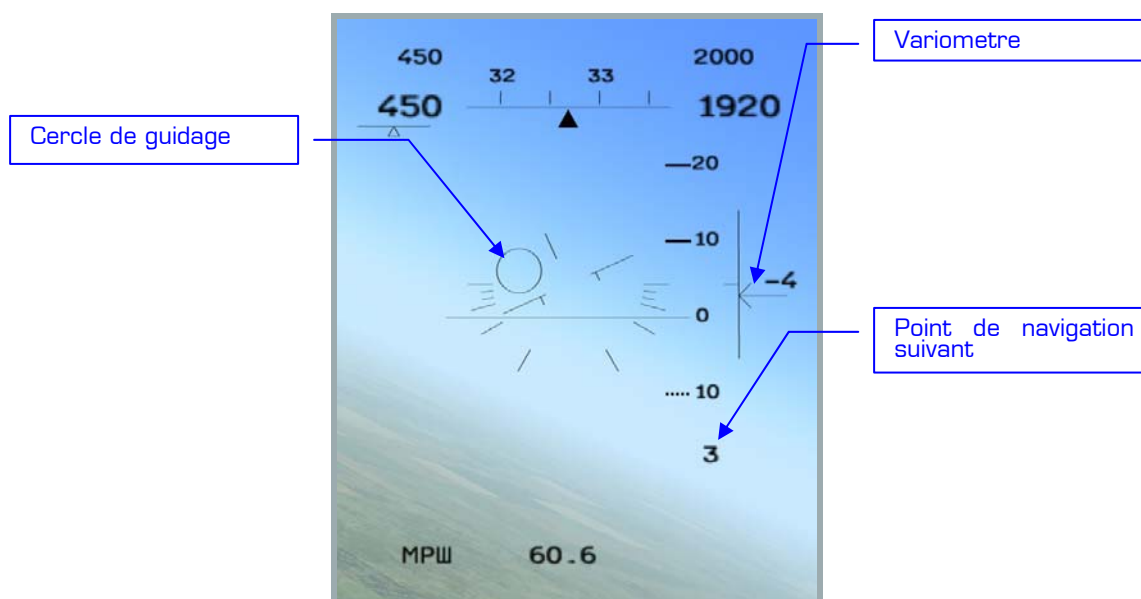 450
2000
Variometre
32
33
450
1920
Cercle de guidage
20
10
-4
0
Point de navigation
suivant
10
3
МРШ
60.6